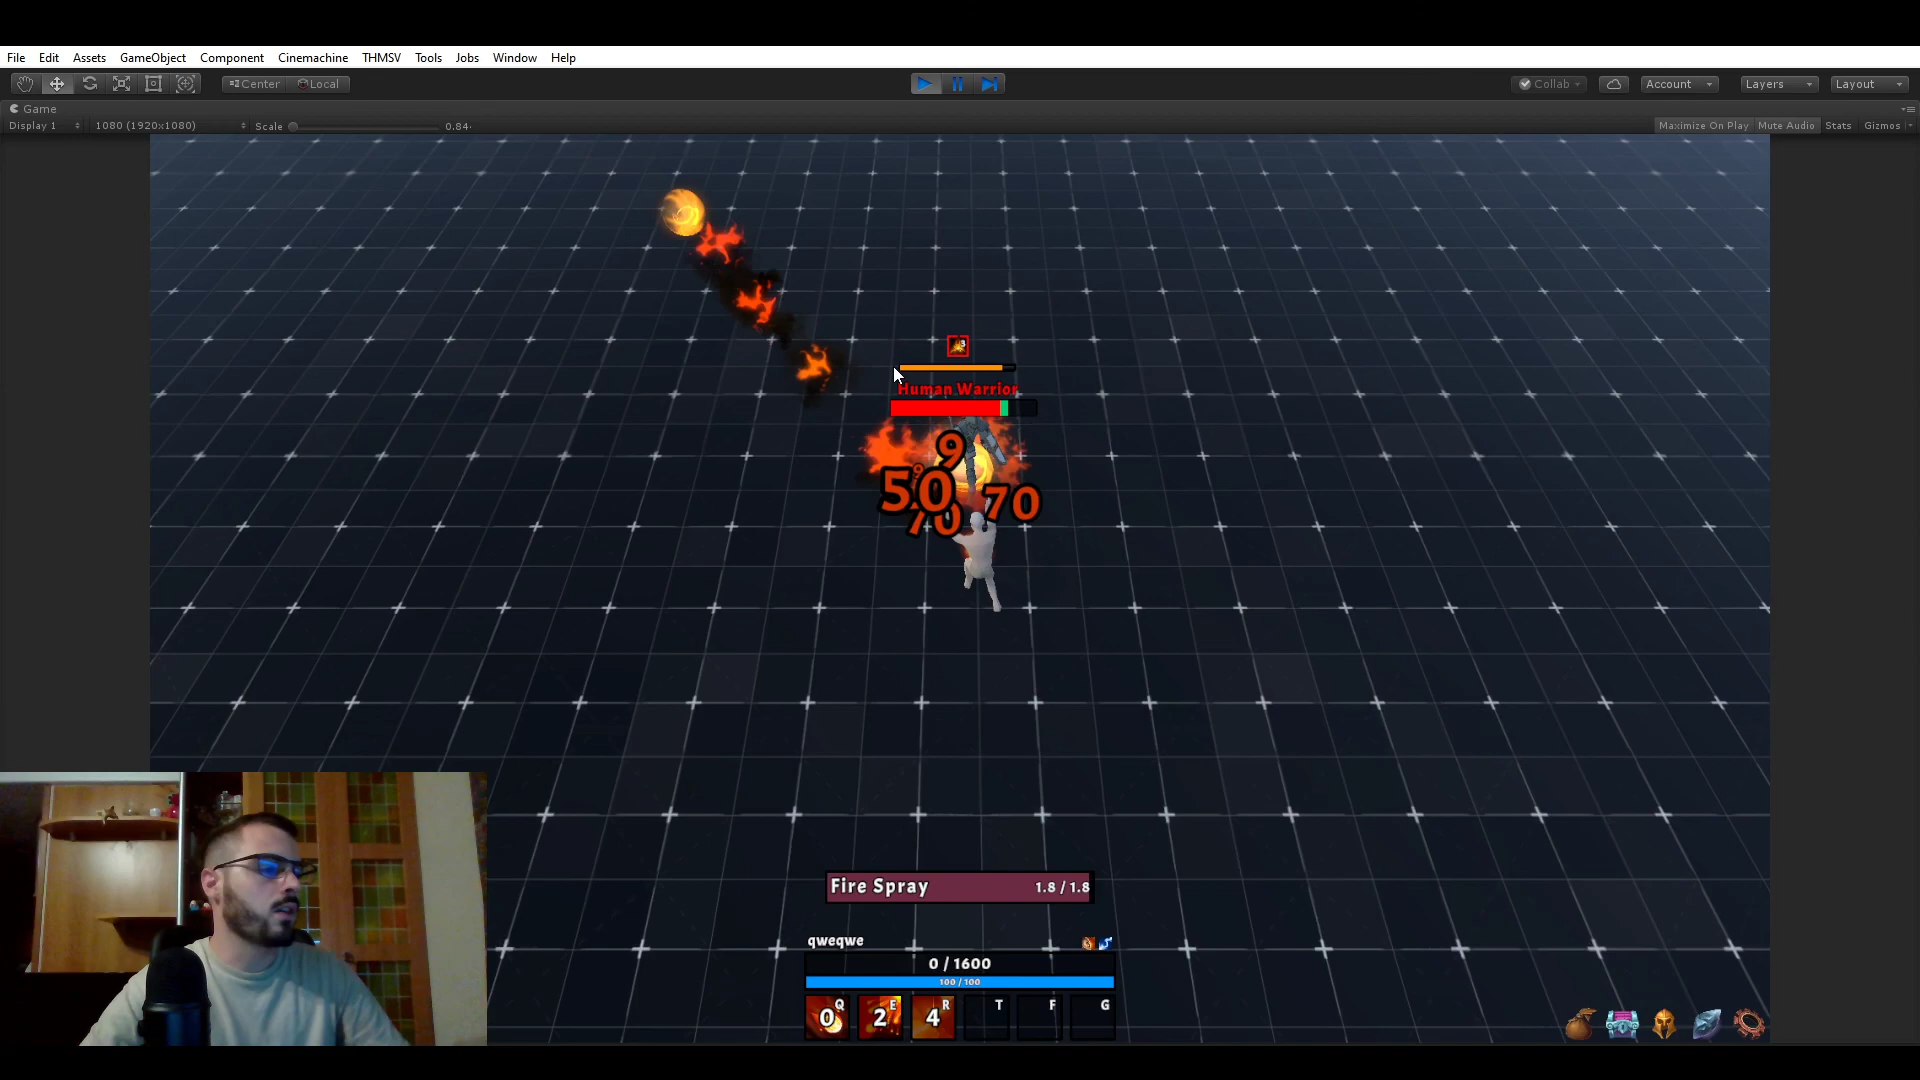 File Edit Assets GameObject Component Cinemachine THMSV Tools Jobs Window Help
Center Local Collab Account Layers Layout
Game
Display 1 1080 (1920x1080) Scale 0.84 Maximize On Play Mute Audio Stats Gizmos
3
Human Warrior
9
50 70
70
Fire Spray 1.8 / 1.8
qweqwe
0 / 1600
100 / 100
Q E R T F G
0 2 4